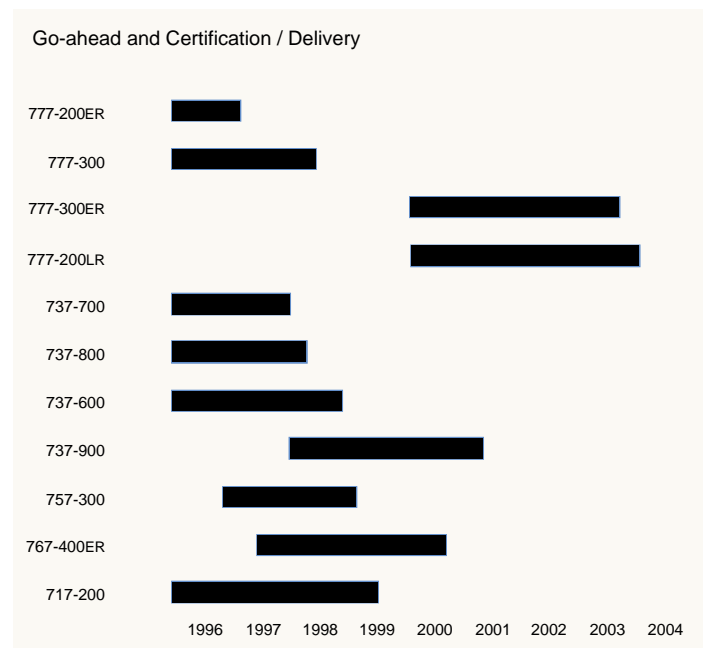 Go-ahead and Certification / Delivery
777-200ER
777-300
777-300ER
777-200LR
737-700
737-800
737-600
737-900
757-300
767-400ER
717-200
1996 1997 1998 1999 2000 2001 2002 2003 2004